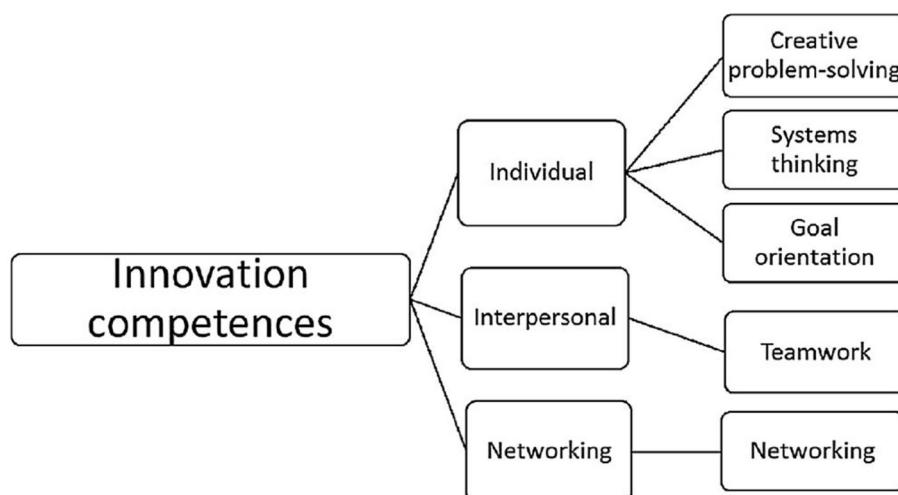 Innovation
competences
Individual
Interpersonal
Networking
Creative
problem-solving
Systems
thinking
Goal
orientation
Teamwork
Networking